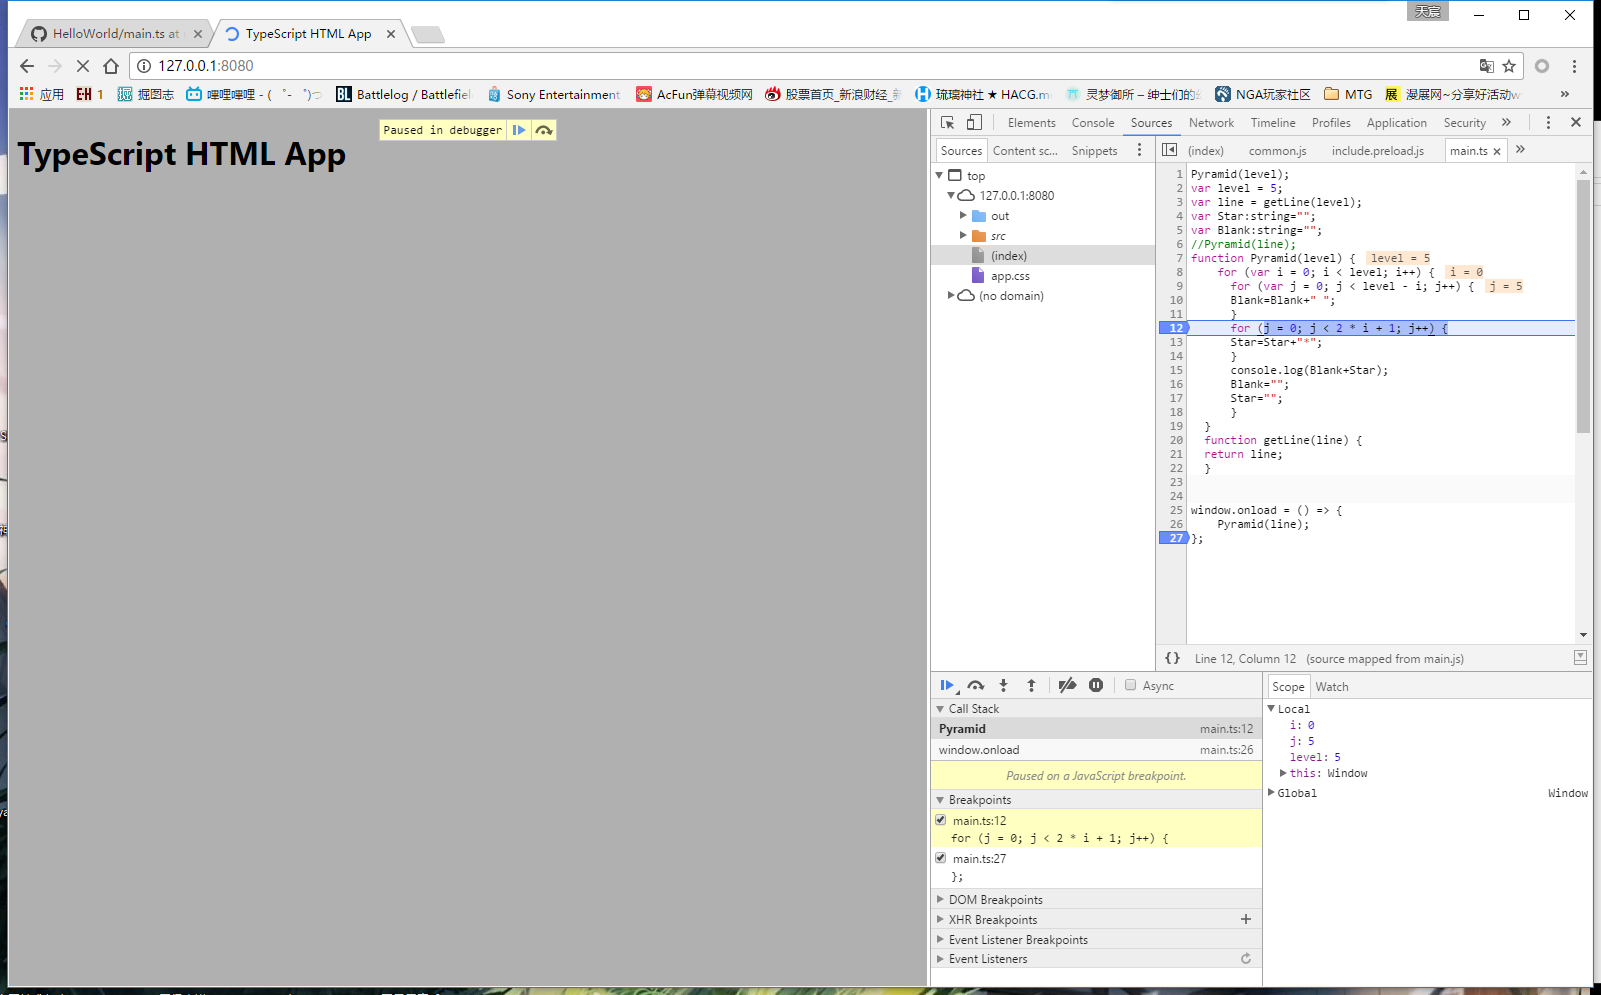 天宸
HelloWorld/main.ts at
TypeScript HTML App
127.0.0.1:8080
应用
E-H 1
掘图志
哔哩哔哩 - ( ゜- ゜)つ
BL Battlelog / Battlefiel
Sony Entertainment
AcFun弹幕视频网
股票首页_新浪财经_新
琉璃神社 ★ HACG.m
灵梦御所 – 绅士们的
NGA玩家社区
MTG
展 漫展网~分享好活动w
»
Paused in debugger
TypeScript HTML App
Elements Console Sources Network Timeline Profiles Application Security »
Sources Content sc... Snippets
top
127.0.0.1:8080
out
src
(index)
app.css
(no domain)
(index) common.js include.preload.js main.ts »
1 Pyramid(level);
2 var level = 5;
3 var line = getLine(level);
4 var Star:string="";
5 var Blank:string="";
6 //Pyramid(line);
7 function Pyramid(level) { level = 5
8 for (var i = 0; i < level; i++) { i = 0
9 for (var j = 0; j < level - i; j++) { j = 5
10 Blank=Blank+" ";
11 }
12 for (j = 0; j < 2 * i + 1; j++) {
13 Star=Star+"*";
14 }
15 console.log(Blank+Star);
16 Blank="";
17 Star="";
18 }
19 }
20 function getLine(line) {
21 return line;
22 }
23
24
25 window.onload = () => {
26 Pyramid(line);
27 };
{} Line 12, Column 12 (source mapped from main.js)
Async
Call Stack
Pyramid main.ts:12
window.onload main.ts:26
Paused on a JavaScript breakpoint.
Breakpoints
main.ts:12
for (j = 0; j < 2 * i + 1; j++) {
main.ts:27
};
DOM Breakpoints
XHR Breakpoints
Event Listener Breakpoints
Event Listeners
Scope Watch
Local
i: 0
j: 5
level: 5
this: Window
Global Window